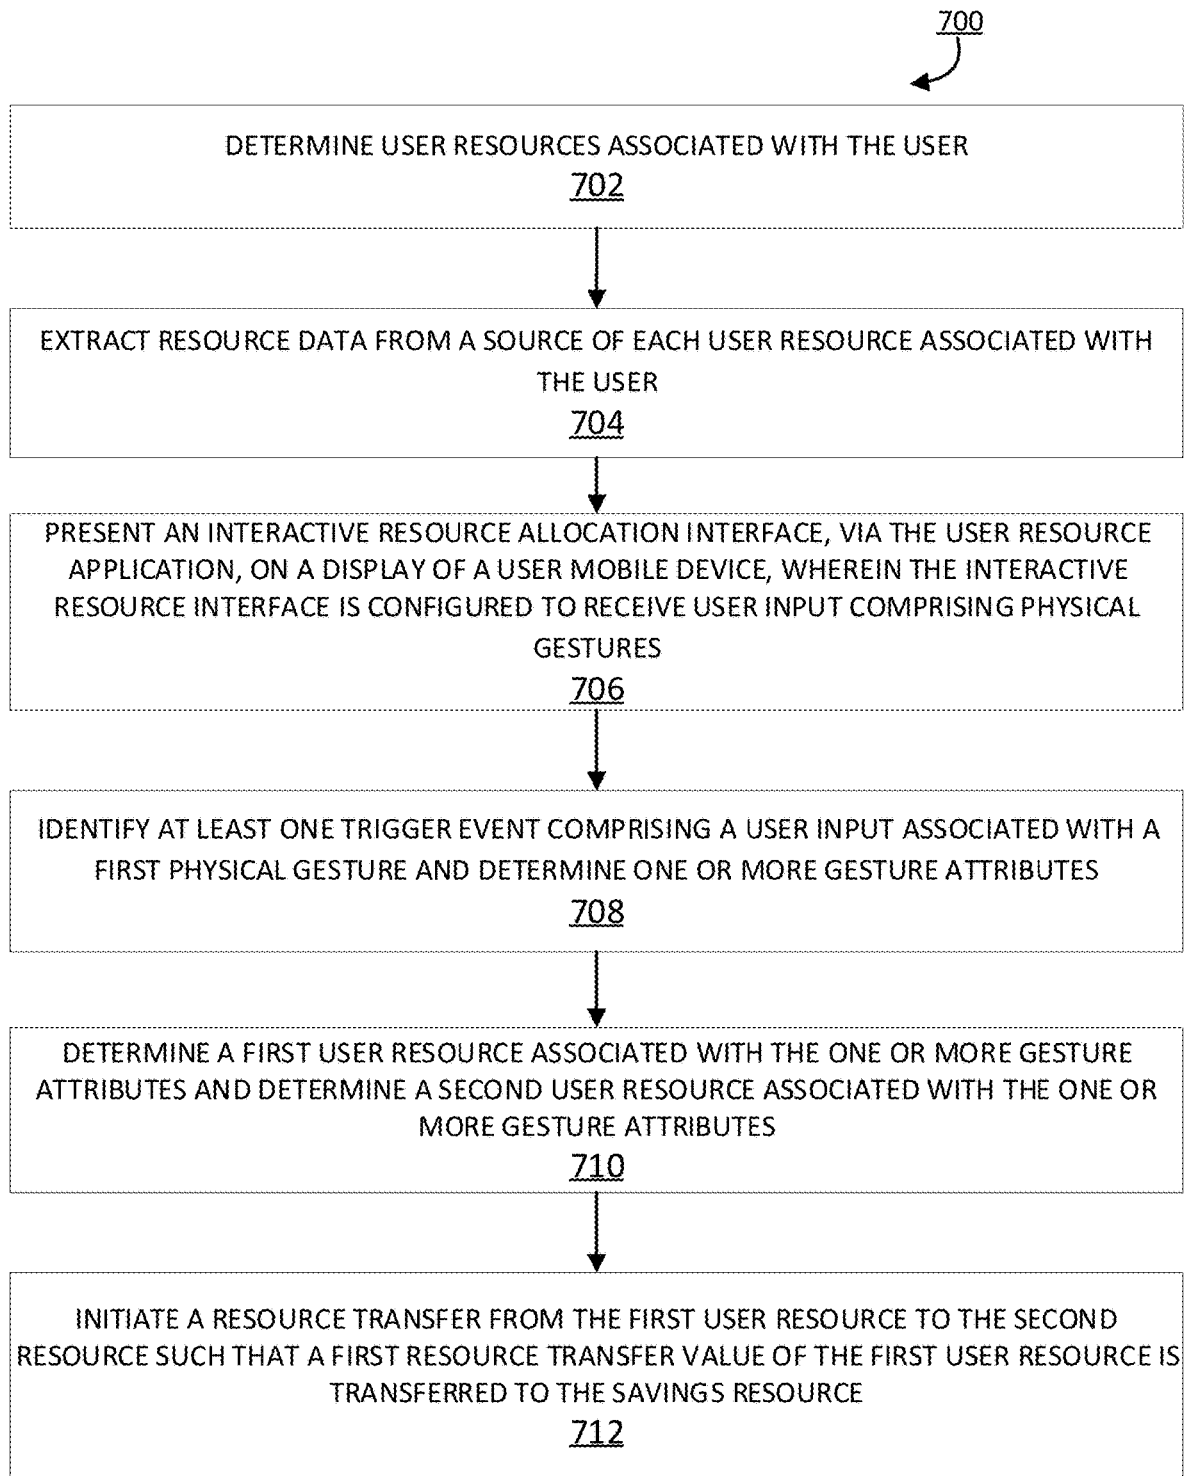 700
DETERMINE USER RESOURCES ASSOCIATED WITH THE USER
702
EXTRACT RESOURCE DATA FROM A SOURCE OF EACH USER RESOURCE ASSOCIATED WITH
THE USER
704
PRESENT AN INTERACTIVE RESOURCE ALLOCATION INTERFACE, VIA THE USER RESOURCE
APPLICATION, ON A DISPLAY OF A USER MOBILE DEVICE, WHEREIN THE INTERACTIVE
RESOURCE INTERFACE IS CONFIGURED TO RECEIVE USER INPUT COMPRISING PHYSICAL
GESTURES
706
IDENTIFY AT LEAST ONE TRIGGER EVENT COMPRISING A USER INPUT ASSOCIATED WITH A
FIRST PHYSICAL GESTURE AND DETERMINE ONE OR MORE GESTURE ATTRIBUTES
708
DETERMINE A FIRST USER RESOURCE ASSOCIATED WITH THE ONE OR MORE GESTURE
ATTRIBUTES AND DETERMINE A SECOND USER RESOURCE ASSOCIATED WITH THE ONE OR
MORE GESTURE ATTRIBUTES
710
INITIATE A RESOURCE TRANSFER FROM THE FIRST USER RESOURCE TO THE SECOND
RESOURCE SUCH THAT A FIRST RESOURCE TRANSFER VALUE OF THE FIRST USER RESOURCE IS
TRANSFERRED TO THE SAVINGS RESOURCE
712